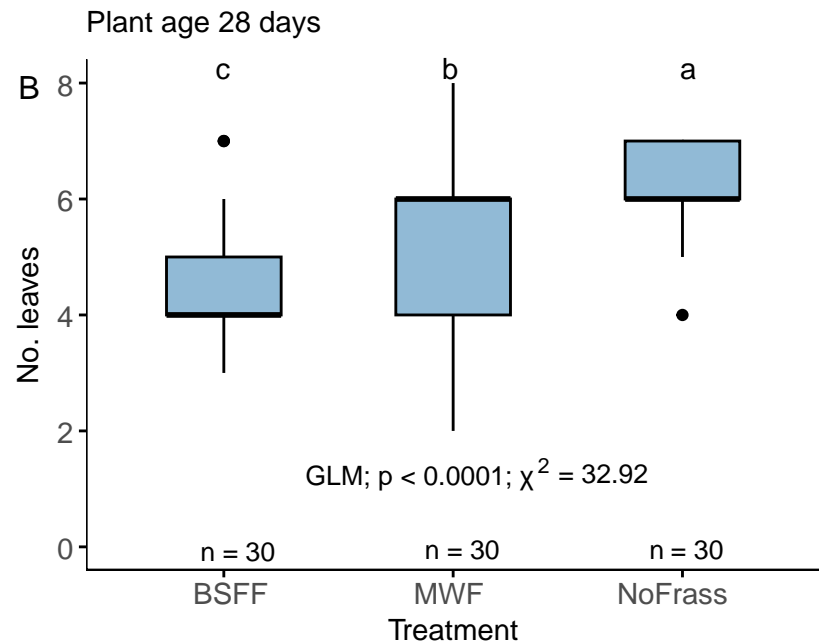 Plant age 28 days
B
c b a
8
6
4
2
0
No. leaves
GLM; p < 0.0001; χ² = 32.92
n = 30 n = 30 n = 30
BSFF MWF NoFrass
Treatment